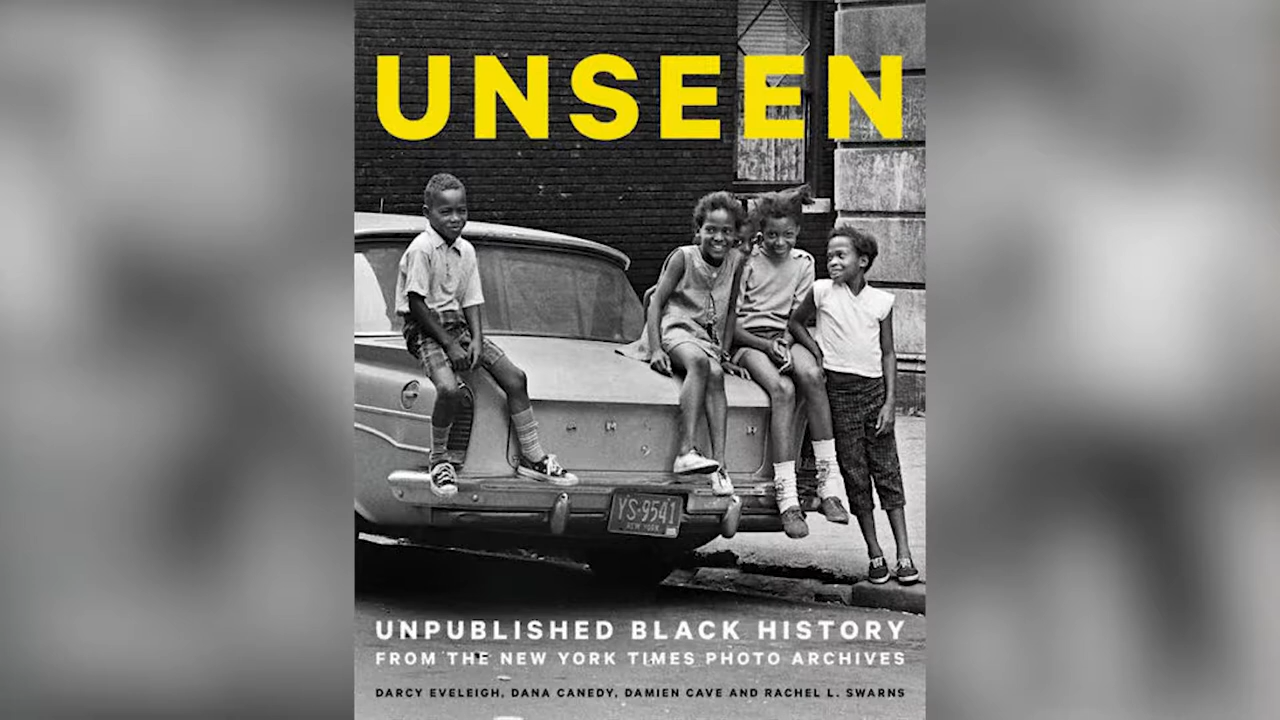 UNSEEN
YS-9541
NEW YORK
UNPUBLISHED BLACK HISTORY
FROM THE NEW YORK TIMES PHOTO ARCHIVES
DARCY EVELEIGH, DANA CANEDY, DAMIEN CAVE AND RACHEL L. SWARNS